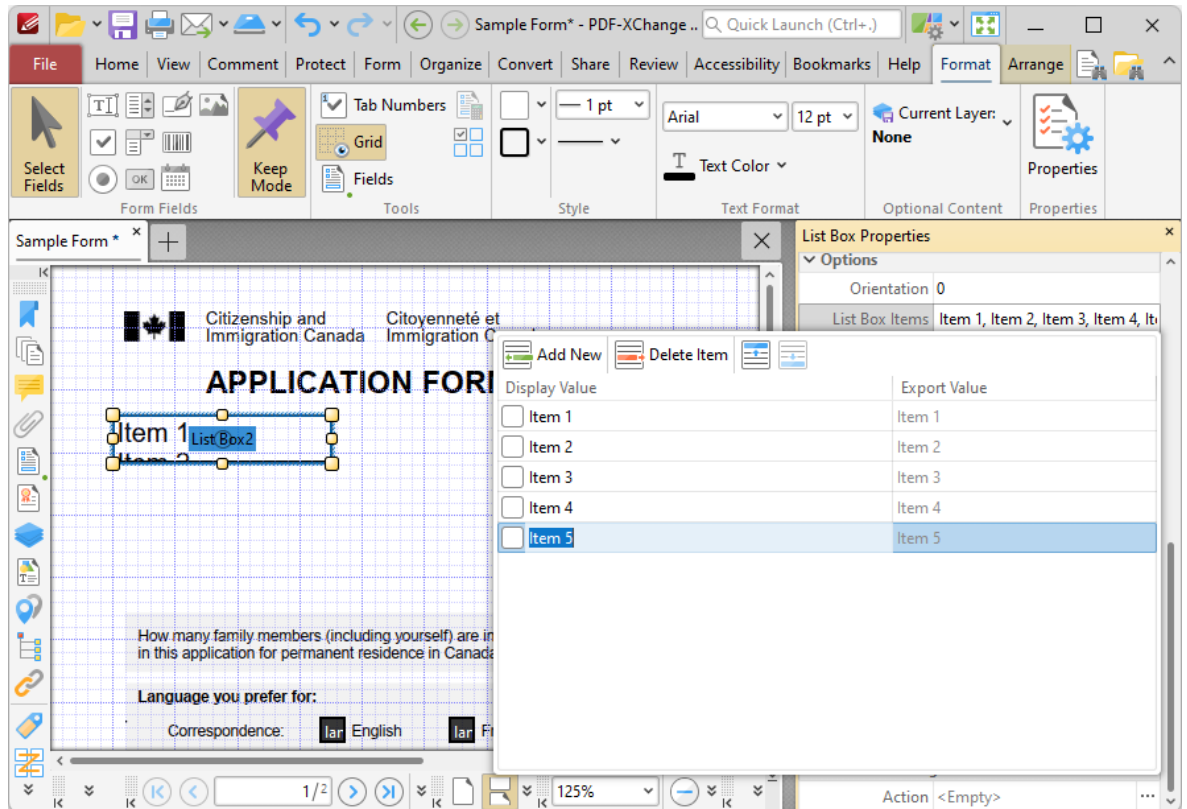 Sample Form* - PDF-XChange ..
Quick Launch (Ctrl+.)
File Home View Comment Protect Form Organize Convert Share Review Accessibility Bookmarks Help Format Arrange
Tab Numbers
1 pt
Arial
12 pt
Current Layer:
None
Grid
Text Color
Select Fields
OK
Keep Mode
Fields
Properties
Form Fields Tools Style Text Format Optional Content Properties
Sample Form *
List Box Properties
Options
Orientation 0
List Box Items Item 1, Item 2, Item 3, Item 4, Ite
Citizenship and Immigration Canada
Citoyenneté et
Immigration C
APPLICATION FOR
Item 1
List Box2
Item 2
Add New Delete Item
Display Value Export Value
Item 1 Item 1
Item 2 Item 2
Item 3 Item 3
Item 4 Item 4
Item 5 Item 5
How many family members (including yourself) are in
in this application for permanent residence in Canada
Language you prefer for:
Correspondence: lan English lan Fr
1/2
125%
Action <Empty> ...